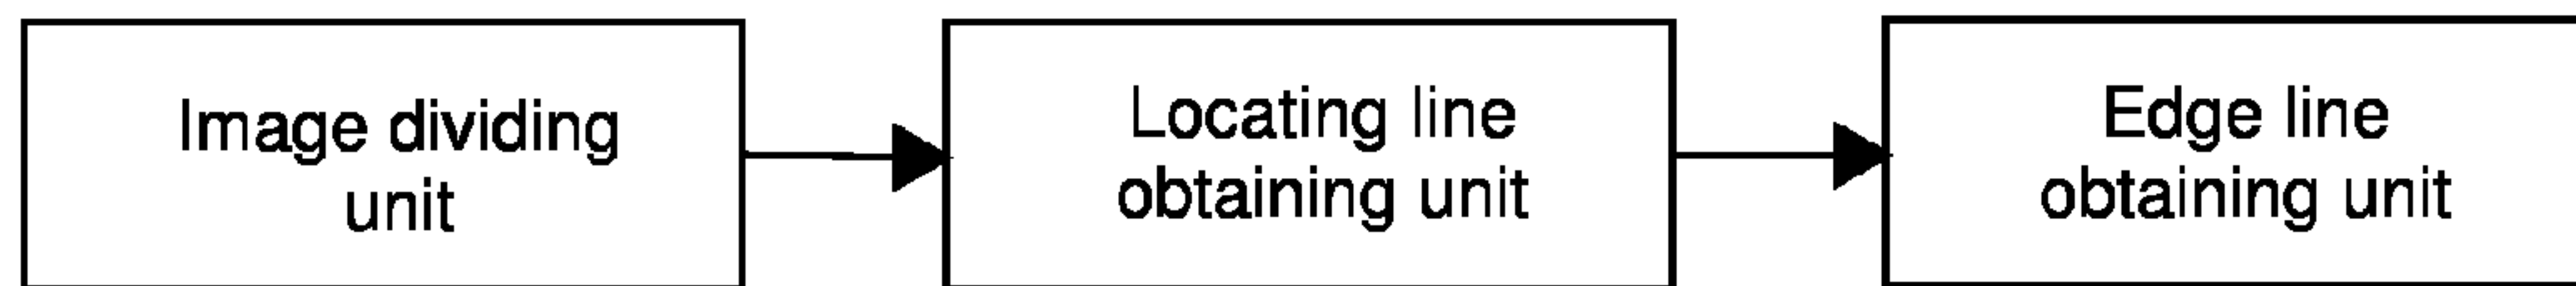 Image dividing
unit
Locating line
obtaining unit
Edge line
obtaining unit